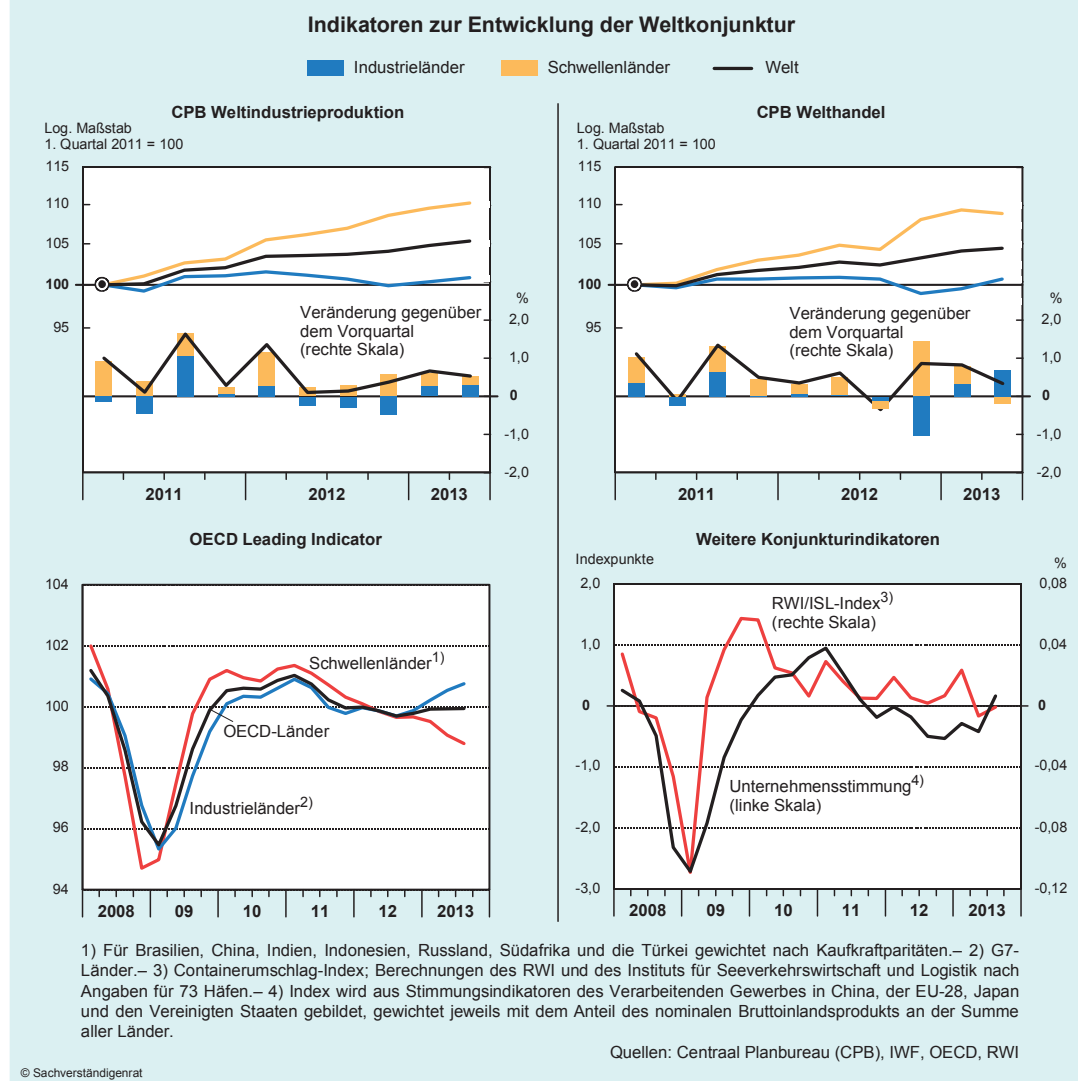 Indikatoren zur Entwicklung der Weltkonjunktur
Industrieländer Schwellenländer Welt
CPB Weltindustrieproduktion
Log. Maßstab
1. Quartal 2011 = 100
115
110
105
100
95
%
2,0
1,0
0
-1,0
-2,0
Veränderung gegenüber
dem Vorquartal
(rechte Skala)
2011 2012 2013
CPB Welthandel
Log. Maßstab
1. Quartal 2011 = 100
115
110
105
100
95
%
2,0
1,0
0
-1,0
-2,0
Veränderung gegenüber
dem Vorquartal
(rechte Skala)
2011 2012 2013
OECD Leading Indicator
104
102
100
98
96
94
Schwellenländer1)
OECD-Länder
Industrieländer2)
2008 09 10 11 12 2013
Weitere Konjunkturindikatoren
Indexpunkte
%
2,0
1,0
0
-1,0
-2,0
-3,0
0,08
0,04
0
-0,04
-0,08
-0,12
RWI/ISL-Index3)
(rechte Skala)
Unternehmensstimmung4)
(linke Skala)
2008 09 10 11 12 2013
1) Für Brasilien, China, Indien, Indonesien, Russland, Südafrika und die Türkei gewichtet nach Kaufkraftparitäten.– 2) G7-
Länder.– 3) Containerumschlag-Index; Berechnungen des RWI und des Instituts für Seeverkehrswirtschaft und Logistik nach
Angaben für 73 Häfen.– 4) Index wird aus Stimmungsindikatoren des Verarbeitenden Gewerbes in China, der EU-28, Japan
und den Vereinigten Staaten gebildet, gewichtet jeweils mit dem Anteil des nominalen Bruttoinlandsprodukts an der Summe
aller Länder.
Quellen: Centraal Planbureau (CPB), IWF, OECD, RWI
© Sachverständigenrat